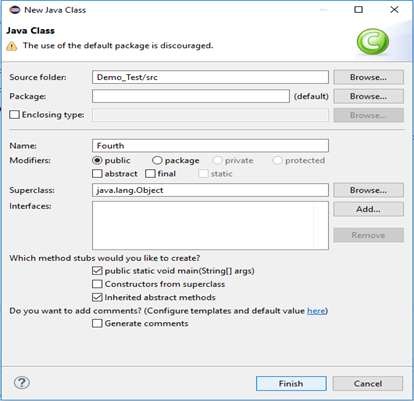 New Java Class
Java Class
The use of the default package is discouraged.
Source folder: Demo_Test/src Browse...
Package: (default) Browse...
Enclosing type: Browse...
Name: Fourth
Modifiers: public package private protected
abstract final static
Superclass: java.lang.Object Browse...
Interfaces: Add...
Remove
Which method stubs would you like to create?
public static void main(String[] args)
Constructors from superclass
Inherited abstract methods
Do you want to add comments? (Configure templates and default value here)
Generate comments
? Finish Cancel